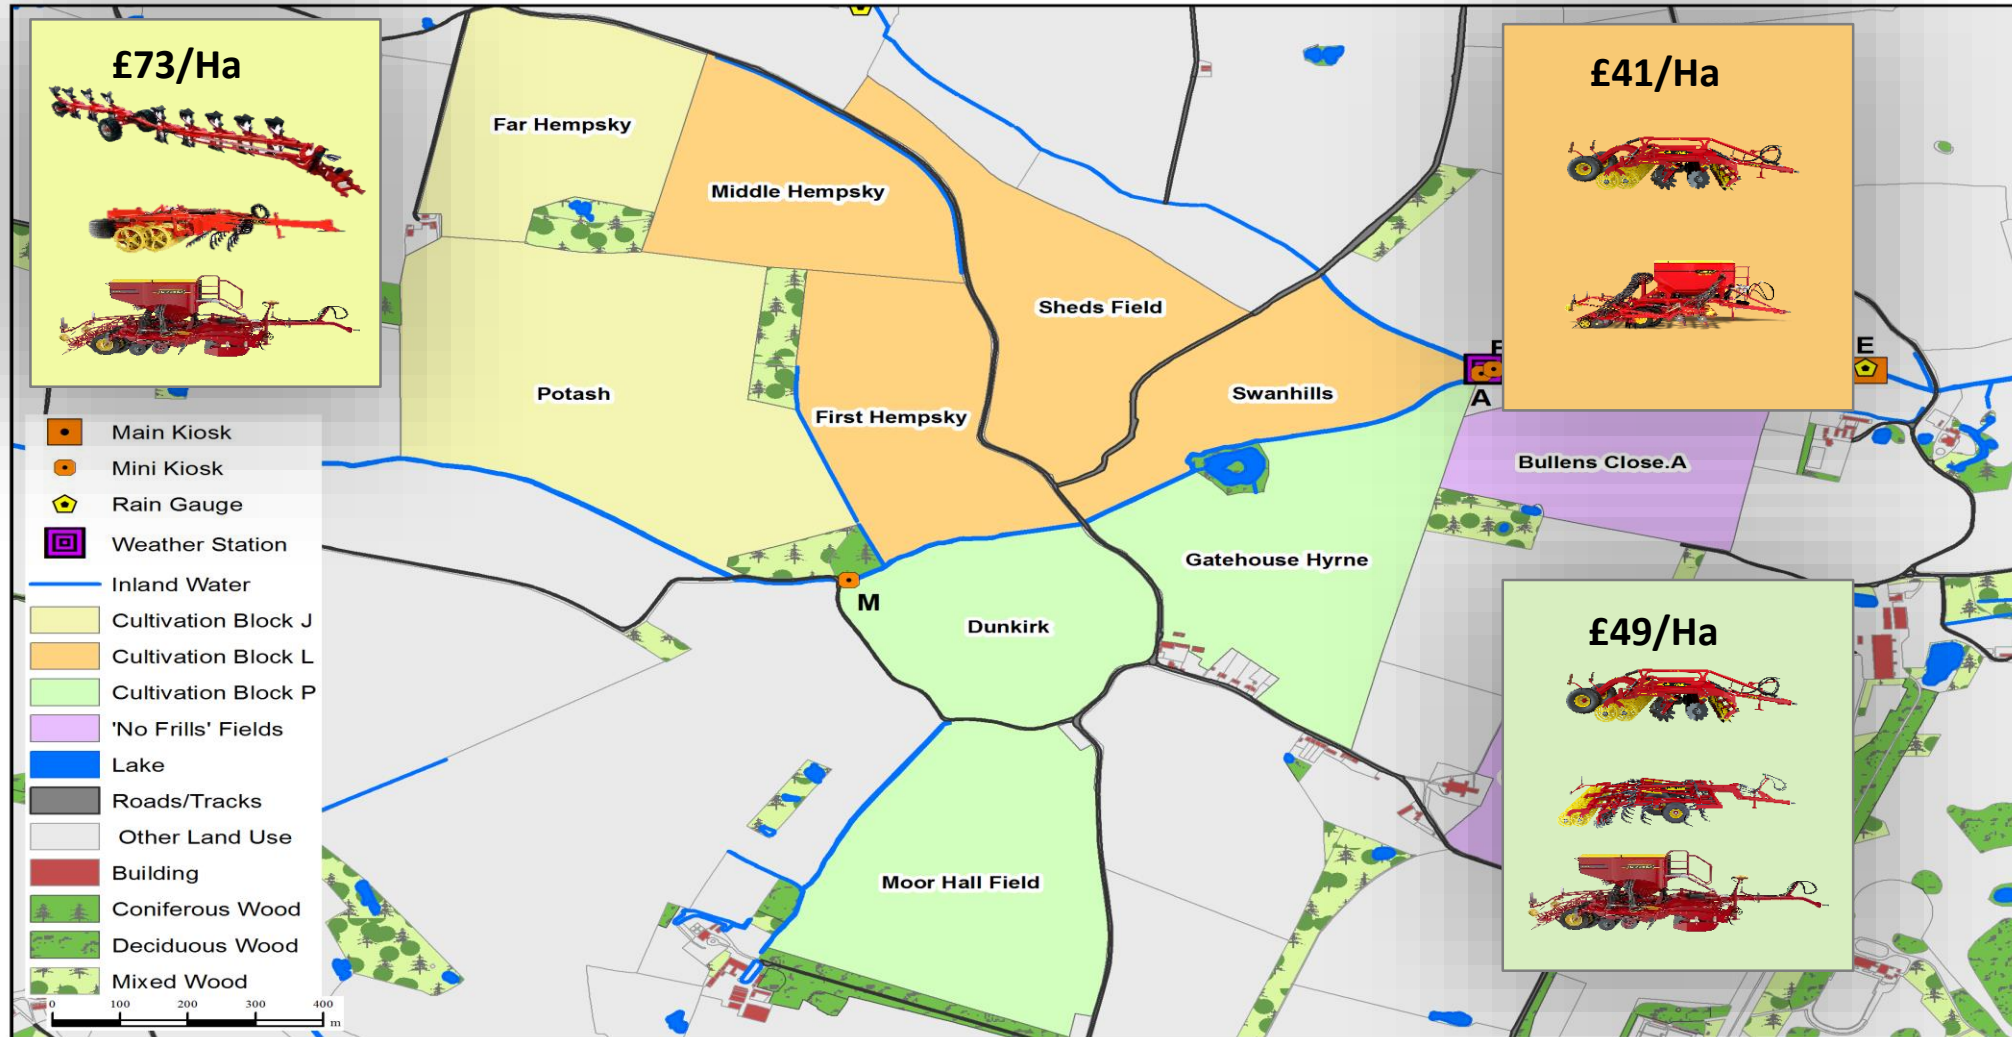 £73/Ha
£41/Ha
Far Hempsky
Middle Hempsky
Sheds Field
Potash
First Hempsky
Swanhills
A
E
Bullens Close.A
Gatehouse Hyrne
M
Dunkirk
£49/Ha
Moor Hall Field
Main Kiosk
Mini Kiosk
Rain Gauge
Weather Station
Inland Water
Cultivation Block J
Cultivation Block L
Cultivation Block P
'No Frills' Fields
Lake
Roads/Tracks
Other Land Use
Building
Coniferous Wood
Deciduous Wood
Mixed Wood
0 100 200 300 400
m